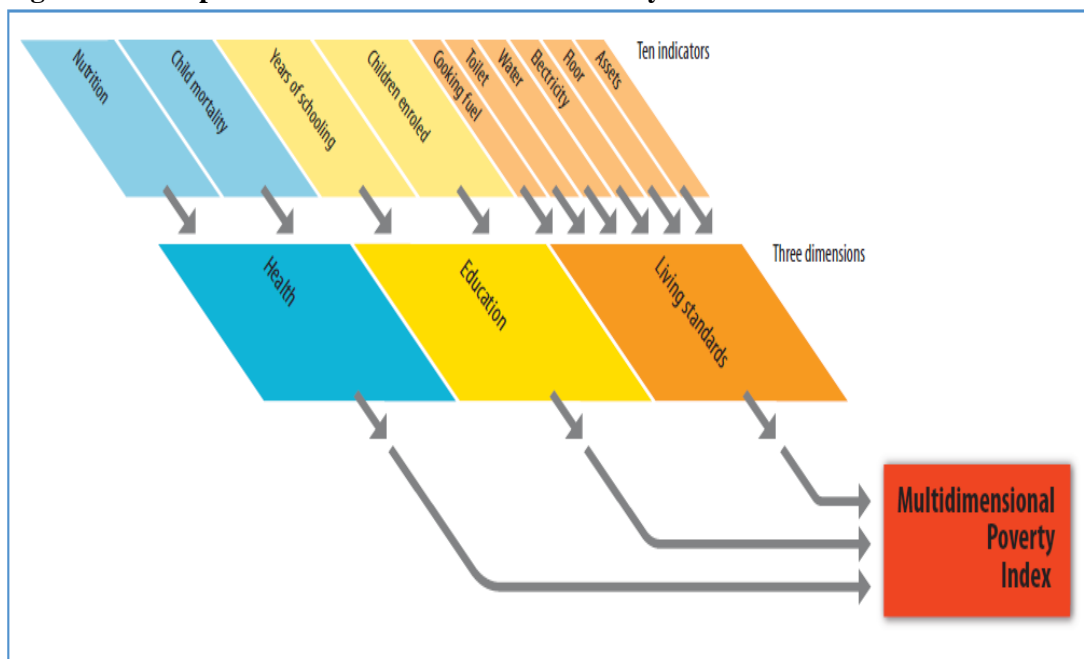 Nutrition
Child mortality
Years of schooling
Children enroled
Cooking fuel
Toilet
Water
Electricity
Floor
Assets
Ten indicators
Health
Education
Living standards
Three dimensions
Multidimensional
Poverty
Index